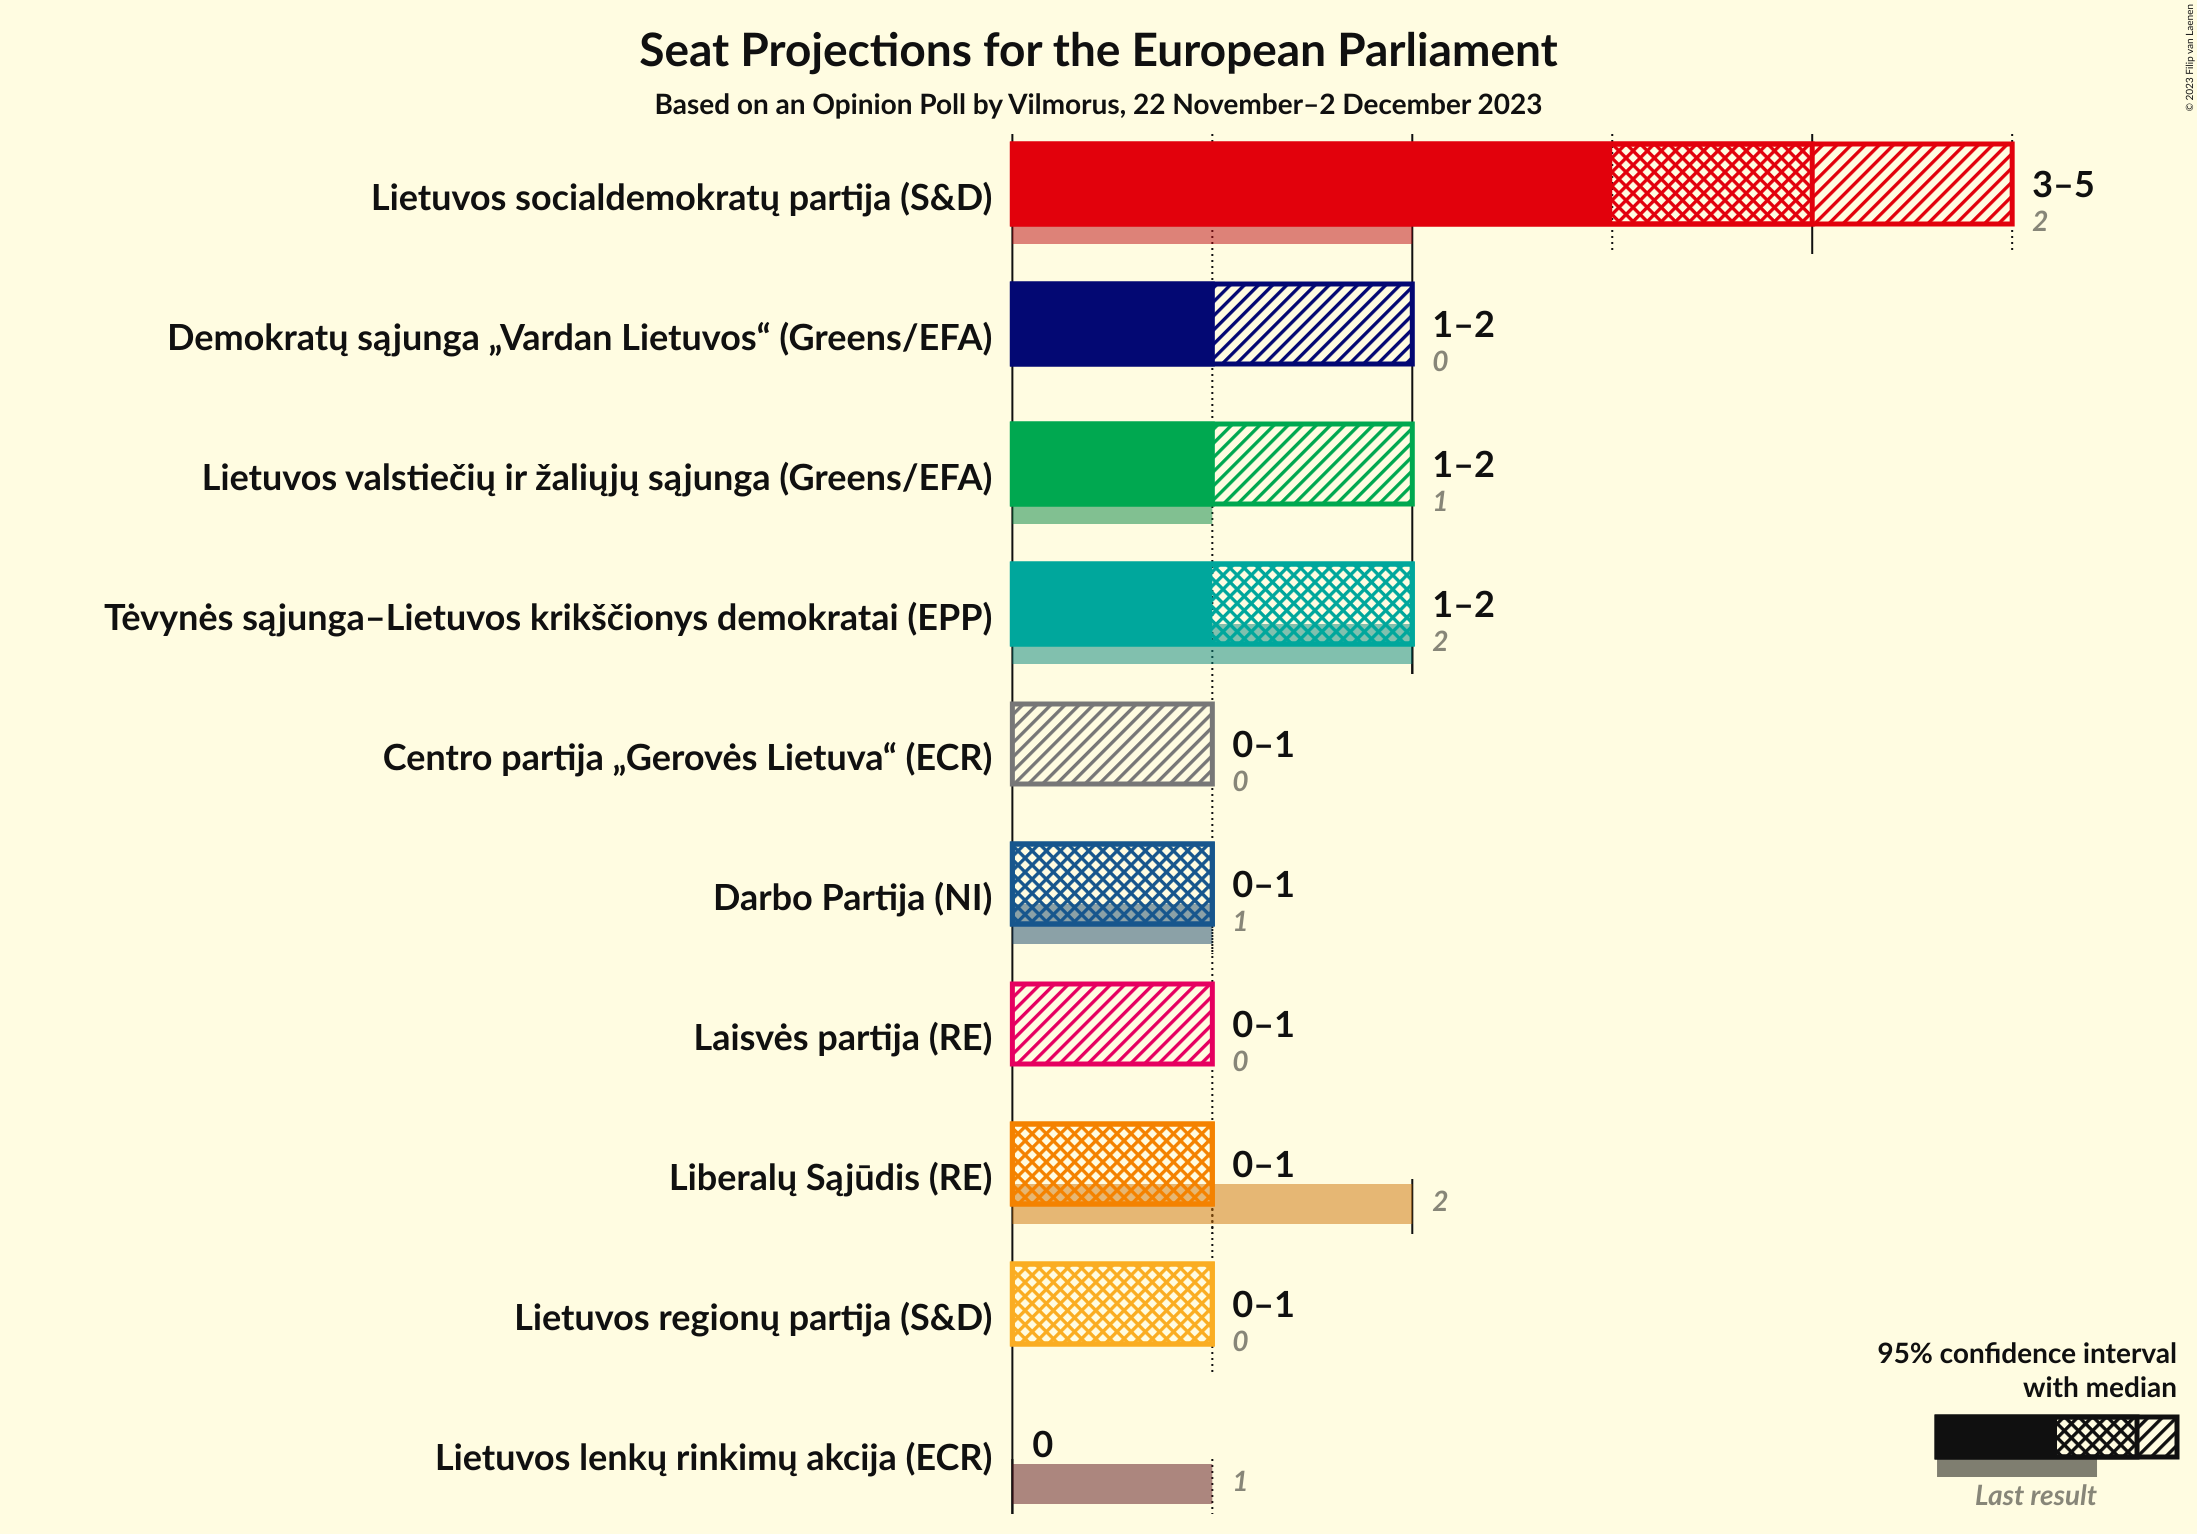 Seat Projections for the European Parliament
Based on an Opinion Poll by Vilmorus, 22 November–2 December 2023
© 2023 Filip van Laenen
Lietuvos socialdemokratų partija (S&D)
3–5
2
Demokratų sąjunga „Vardan Lietuvos“ (Greens/EFA)
1–2
0
Lietuvos valstiečių ir žaliųjų sąjunga (Greens/EFA)
1–2
1
Tėvynės sąjunga–Lietuvos krikščionys demokratai (EPP)
1–2
2
Centro partija „Gerovės Lietuva“ (ECR)
0–1
0
Darbo Partija (NI)
0–1
1
Laisvės partija (RE)
0–1
0
Liberalų Sąjūdis (RE)
0–1
2
Lietuvos regionų partija (S&D)
0–1
0
Lietuvos lenkų rinkimų akcija (ECR)
0
1
95% confidence interval
with median
Last result